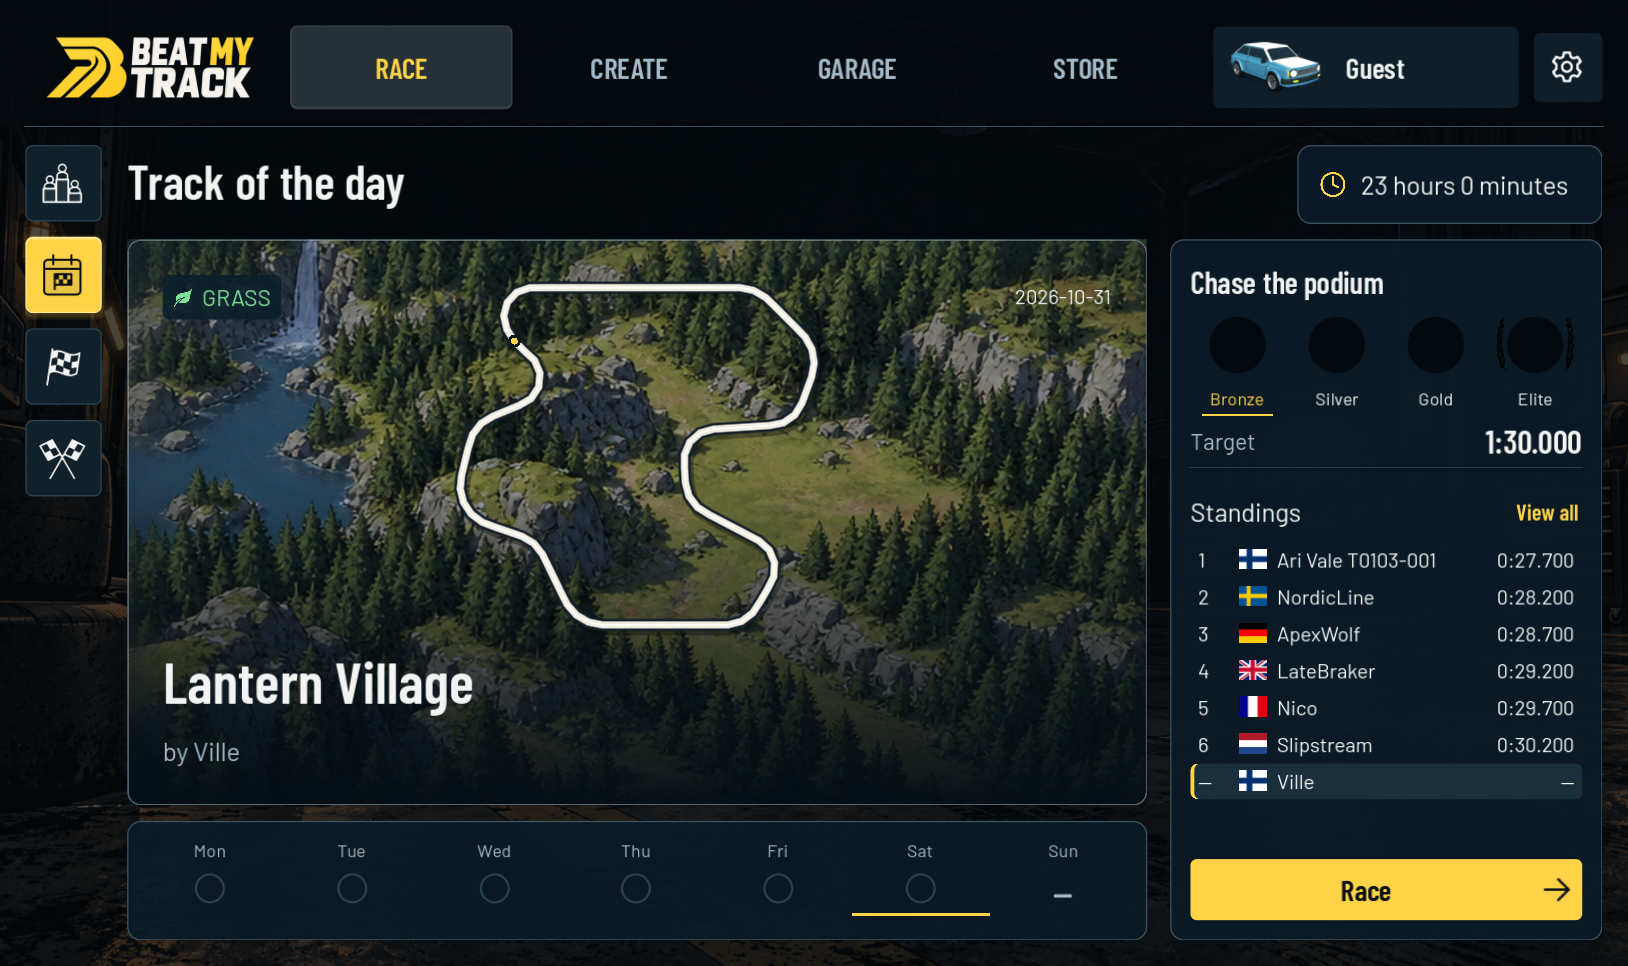 BEAT MY TRACK
RACE
CREATE
GARAGE
STORE
Guest
Track of the day
23 hours 0 minutes
GRASS
2026-10-31
Lantern Village
by Ville
Mon
Tue
Wed
Thu
Fri
Sat
Sun
–
Chase the podium
Bronze
Silver
Gold
Elite
Target 1:30.000
Standings View all
1 Ari Vale T0103-001 0:27.700
2 NordicLine 0:28.200
3 ApexWolf 0:28.700
4 LateBraker 0:29.200
5 Nico 0:29.700
6 Slipstream 0:30.200
– Ville –
Race